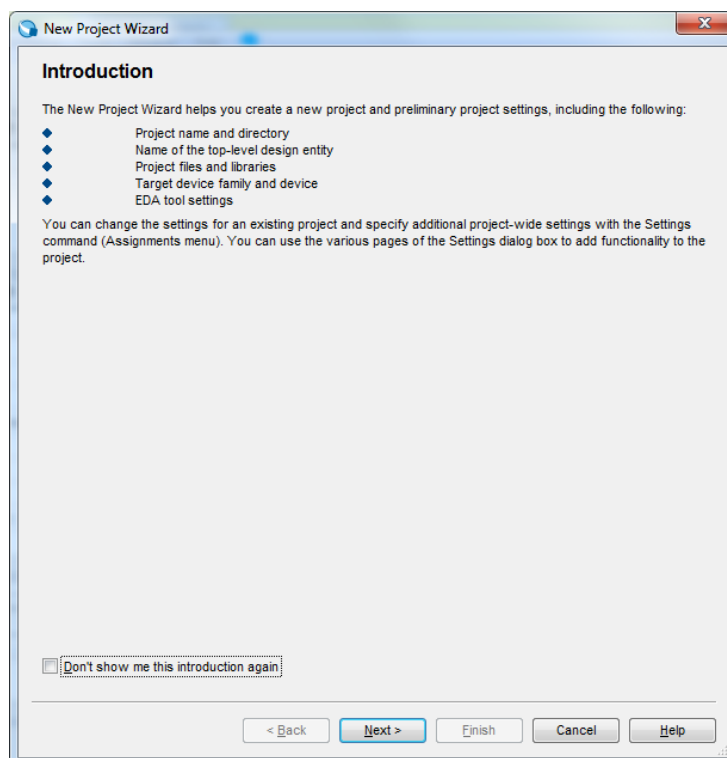 New Project Wizard
Introduction
The New Project Wizard helps you create a new project and preliminary project settings, including the following:
Project name and directory
Name of the top-level design entity
Project files and libraries
Target device family and device
EDA tool settings
You can change the settings for an existing project and specify additional project-wide settings with the Settings
command (Assignments menu). You can use the various pages of the Settings dialog box to add functionality to the
project.
Don't show me this introduction again
< Back Next > Finish Cancel Help